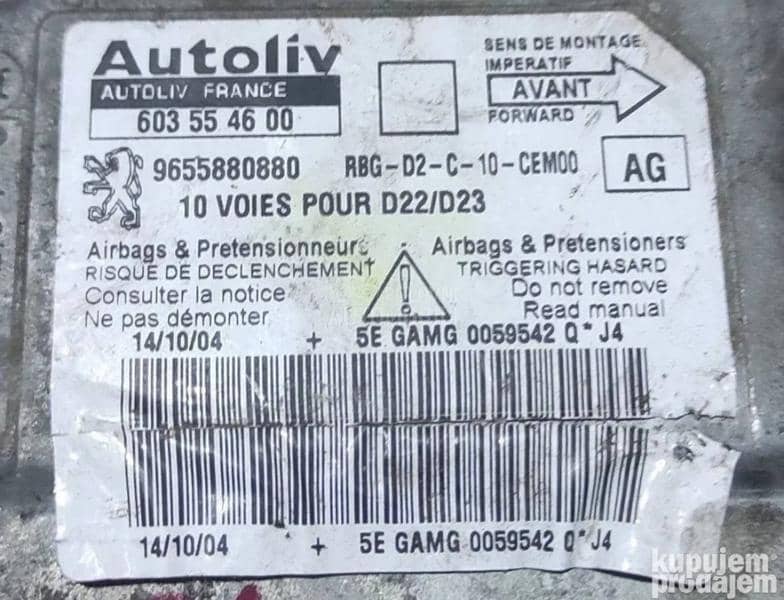 Autoliv
AUTOLIV FRANCE
603 55 46 00
SENS DE MONTAGE
IMPERATIF
AVANT
FORWARD
9655880880 RBG-D2-C-10-CEM00 AG
10 VOIES POUR D22/D23
Airbags & Pretensionneurs
RISQUE DE DECLENCHEMENT
Consulter la notice
Ne pas démonter
Airbags & Pretensioners
TRIGGERING HASARD
Do not remove
Read manual
14/10/04 + 5E GAMG 0059542 Q*J4
14/10/04 + 5E GAMG 0059542 Q*J4
kupujem
prodajem